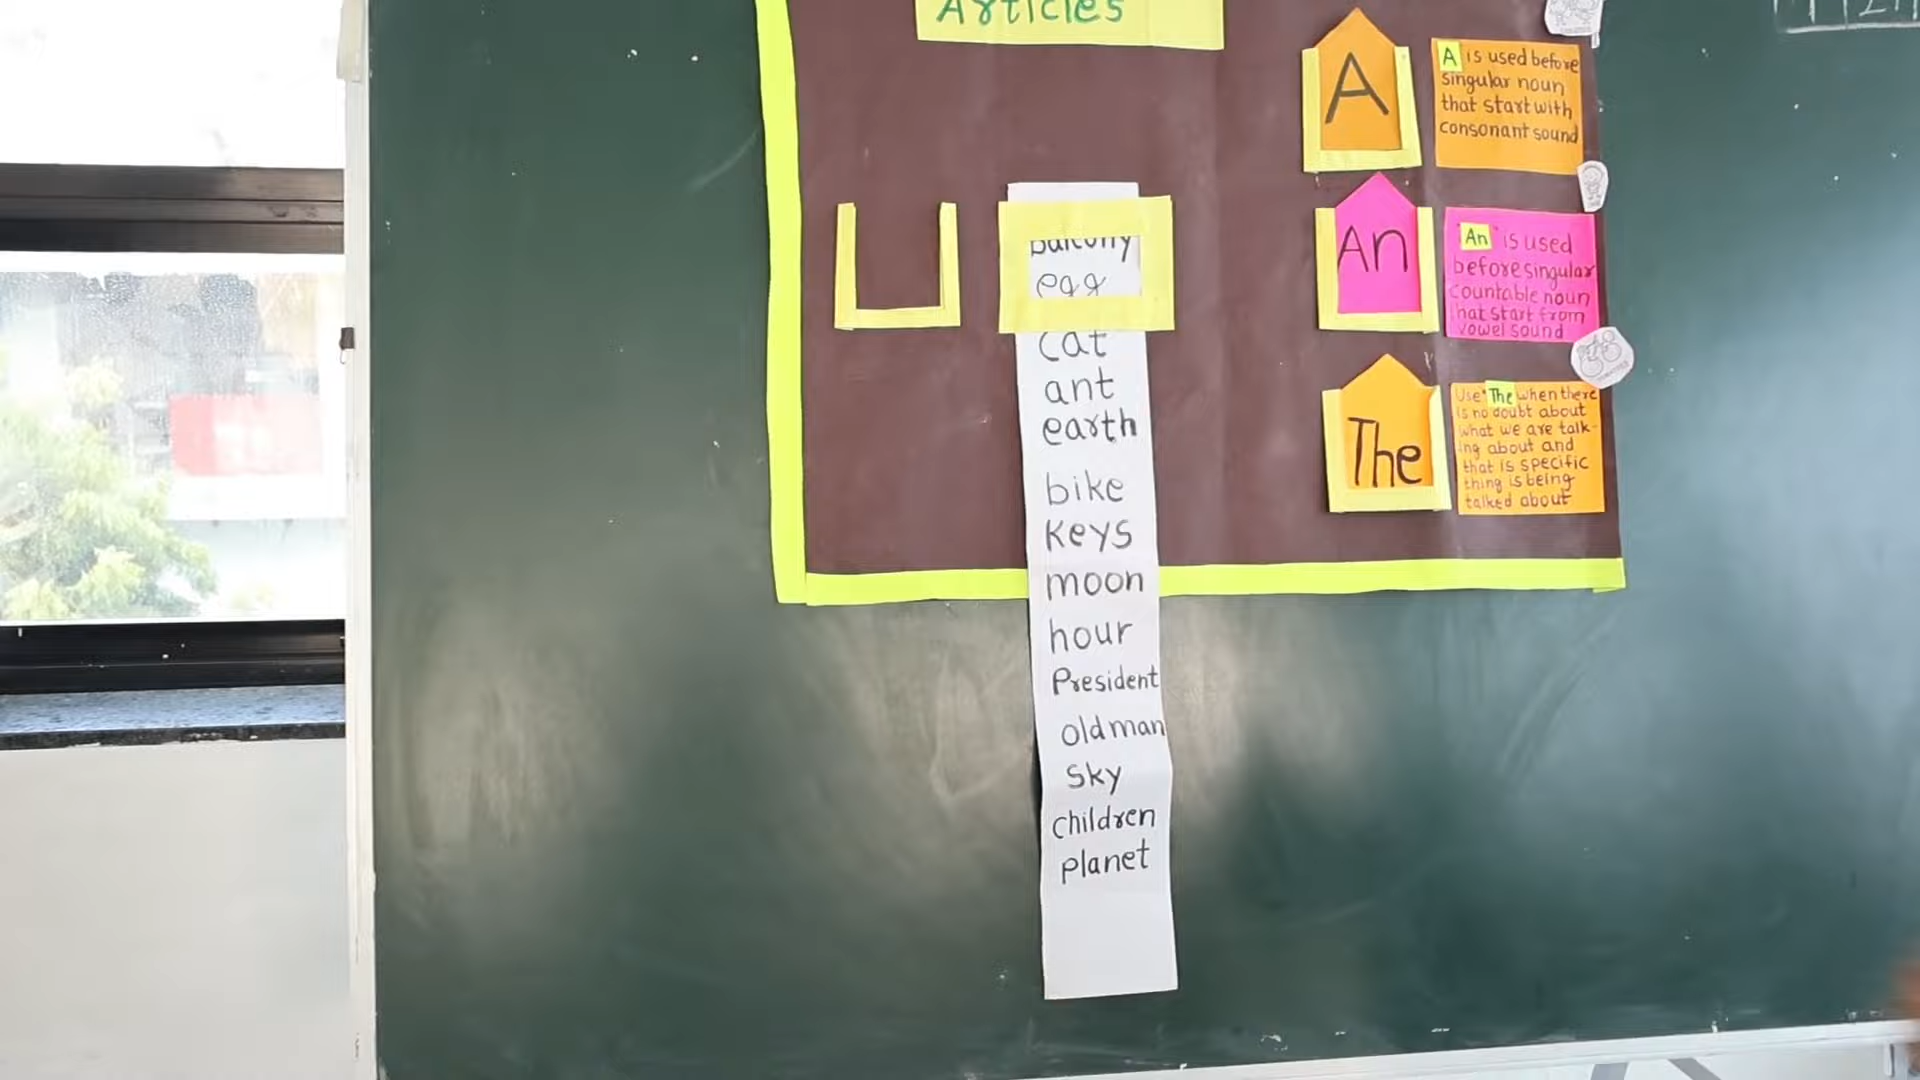 Articles
A
A is used before
singular noun
that start with
consonant sound
An
"An" is used
before singular
countable noun
that start from
vowel sound
The
Use "The" when there
is no doubt about
what we are talk-
ing about and
that is specific
thing is being
talked about
balcony
egg
cat
ant
earth
bike
keys
moon
hour
President
old man
sky
children
planet